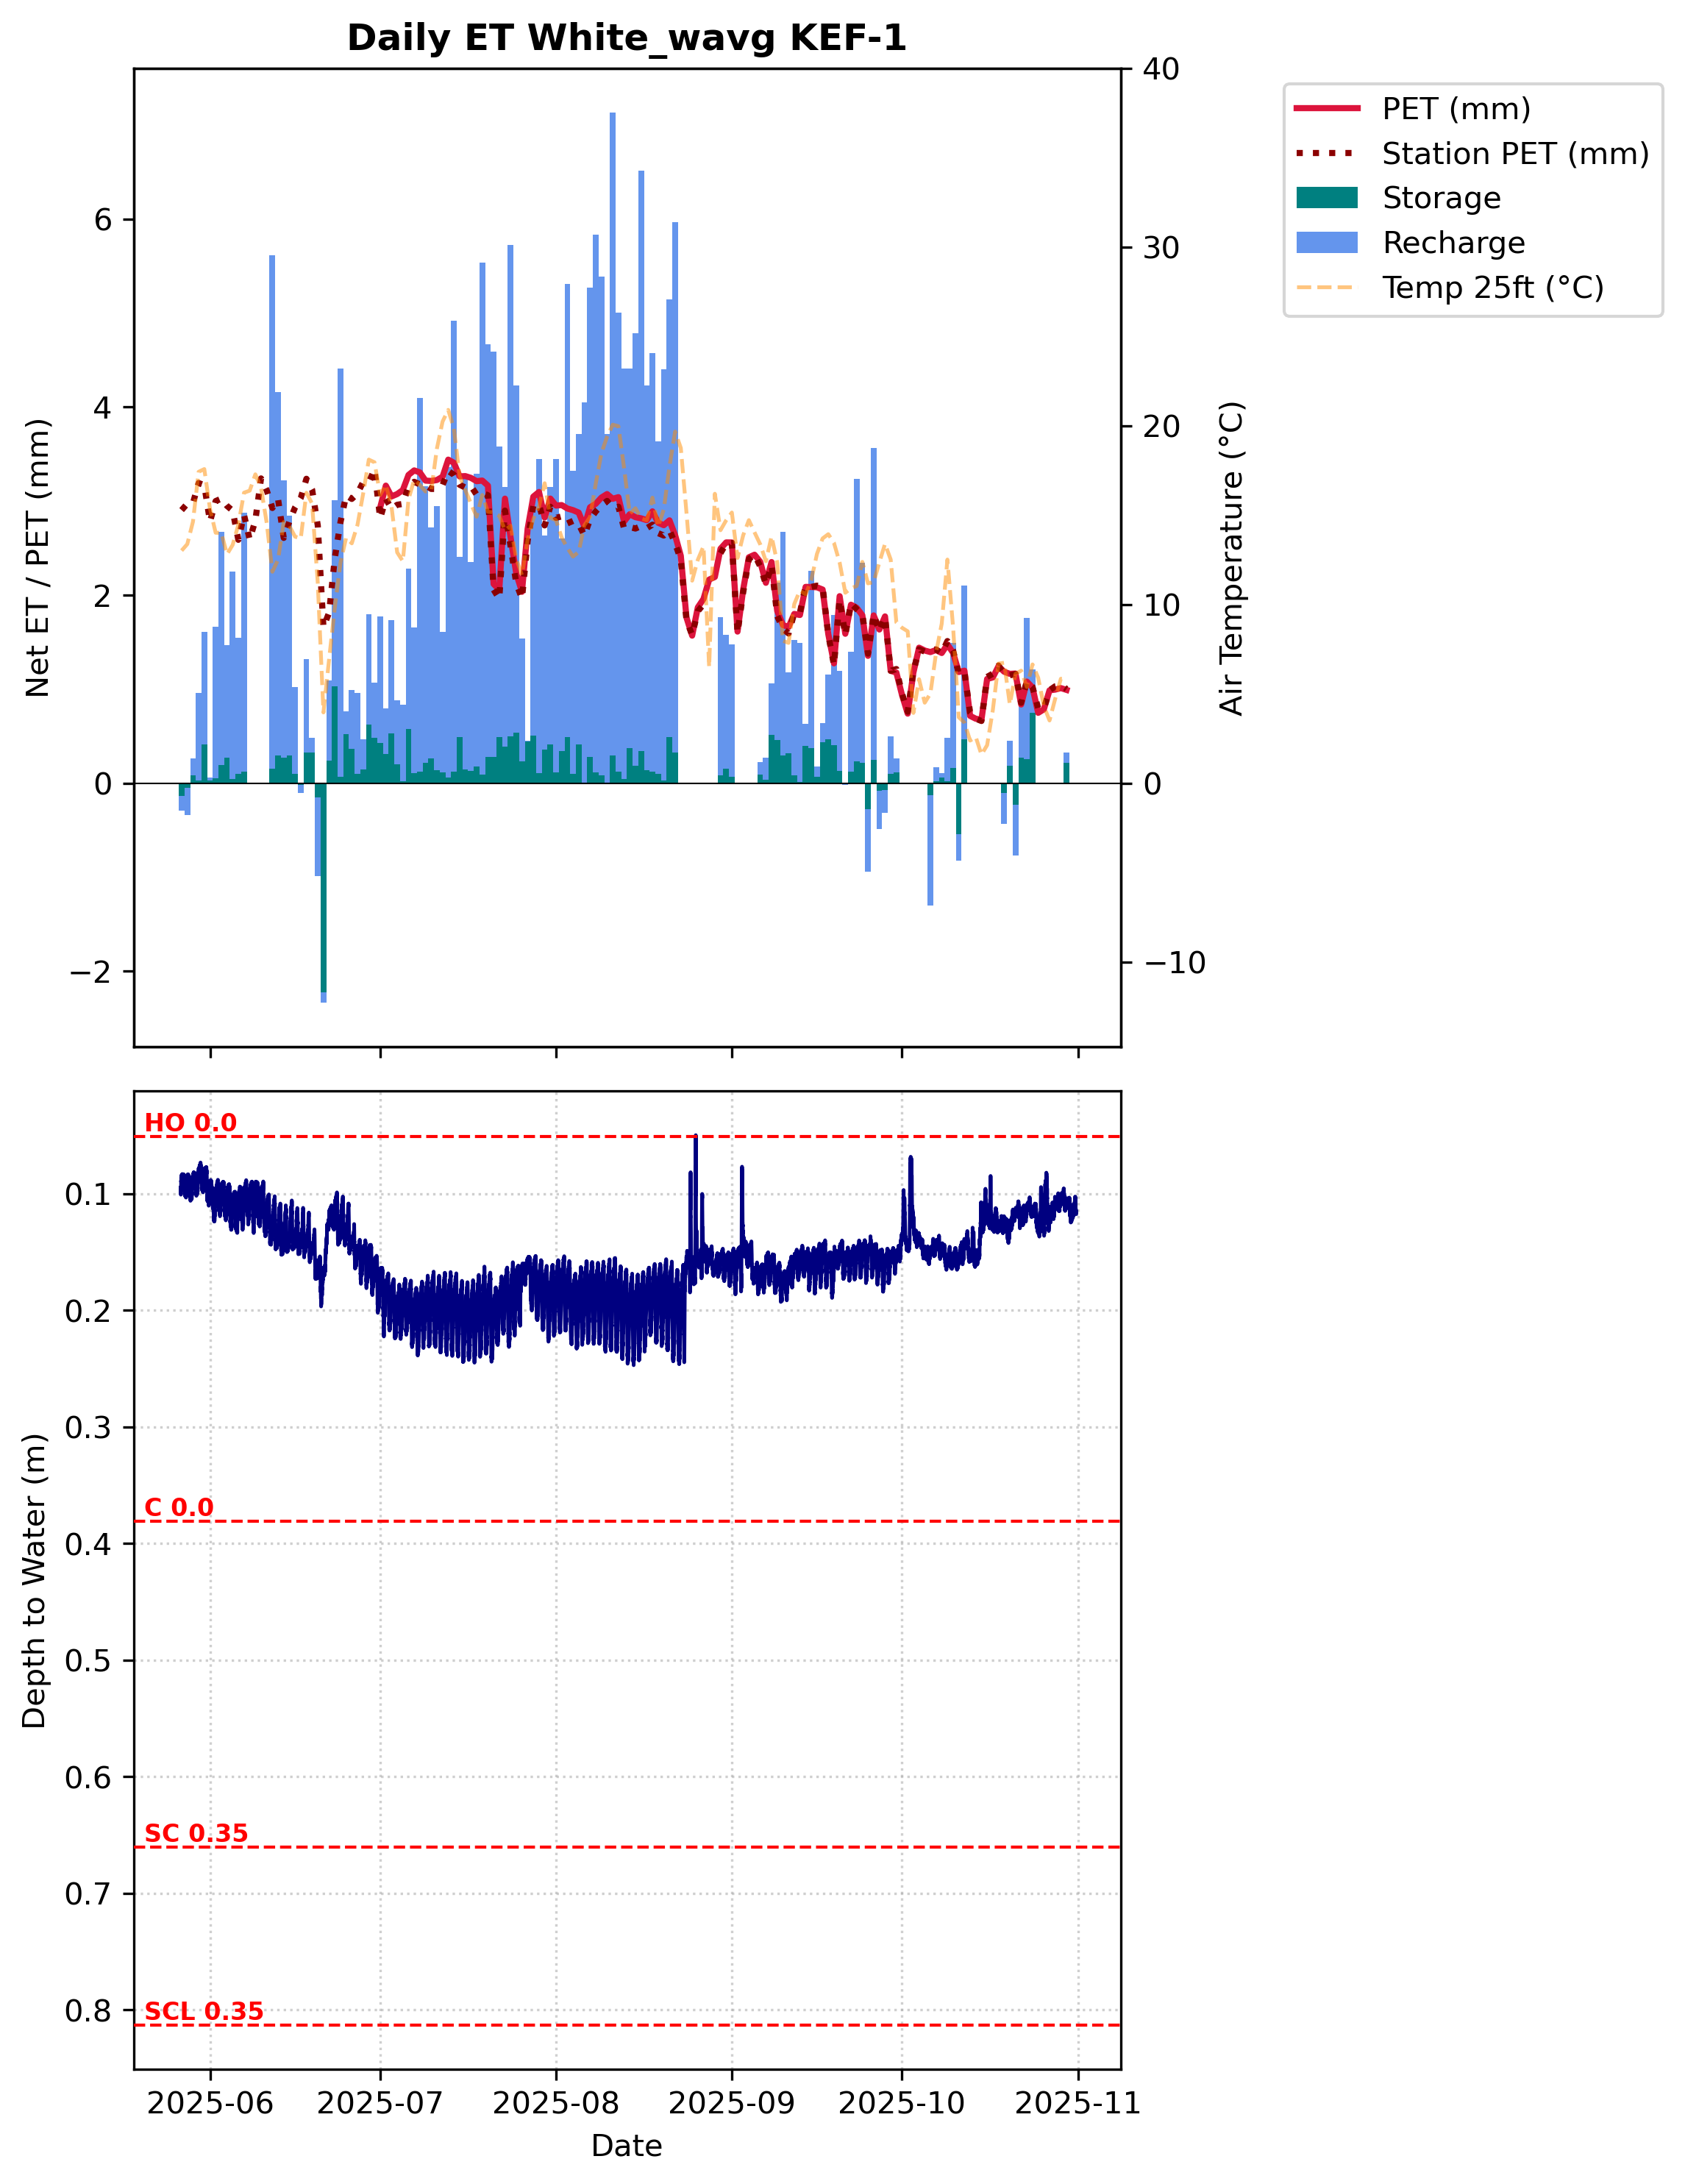 Daily ET White_wavg KEF-1
Net ET / PET (mm)
6
4
2
0
−2
40
30
20
10
0
−10
Air Temperature (°C)
PET (mm)
Station PET (mm)
Storage
Recharge
Temp 25ft (°C)
Depth to Water (m)
0.1
0.2
0.3
0.4
0.5
0.6
0.7
0.8
HO 0.0
C 0.0
SC 0.35
SCL 0.35
2025-06 2025-07 2025-08 2025-09 2025-10 2025-11
Date